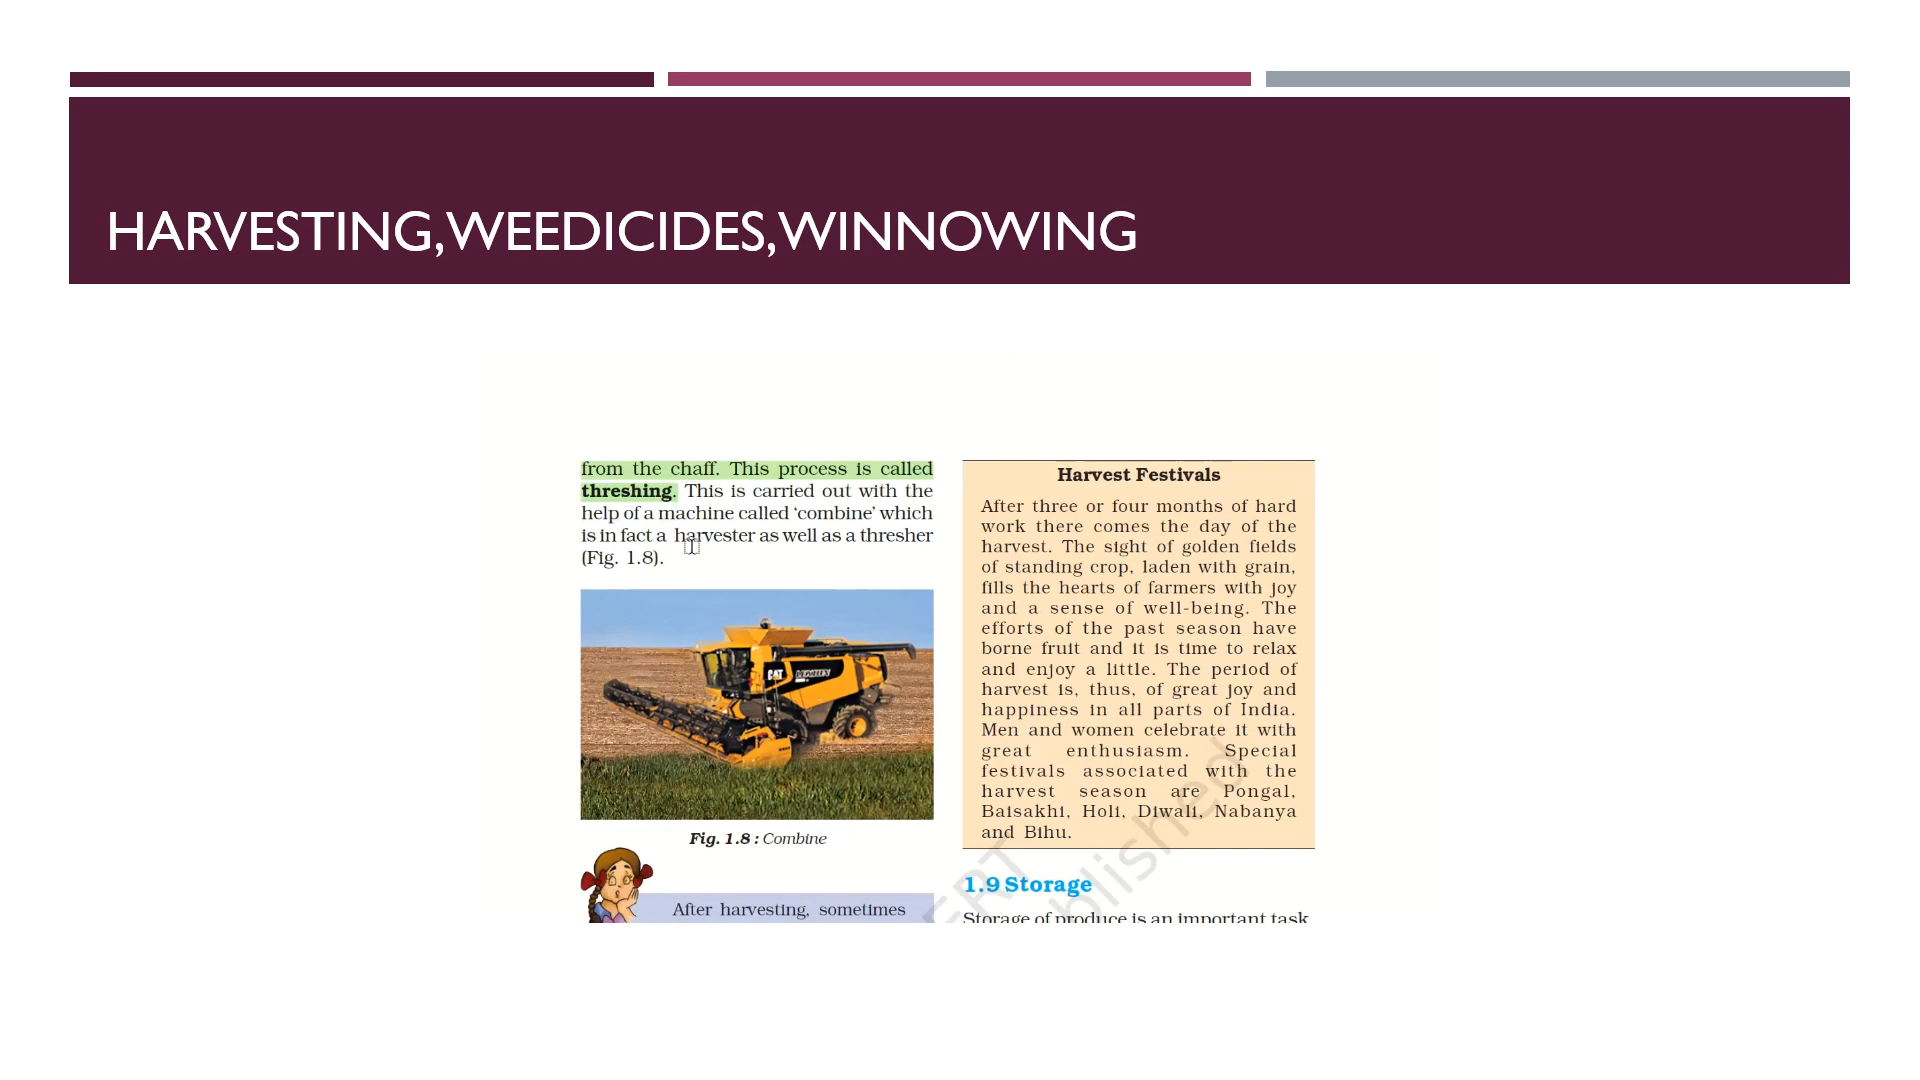 HARVESTING,WEEDICIDES,WINNOWING
from the chaff. This process is called
threshing. This is carried out with the
help of a machine called ‘combine’ which
is in fact a harvester as well as a thresher
(Fig. 1.8).
CAT
Fig. 1.8 : Combine
After harvesting, sometimes
Harvest Festivals
After three or four months of hard
work there comes the day of the
harvest. The sight of golden fields
of standing crop, laden with grain,
fills the hearts of farmers with joy
and a sense of well-being. The
efforts of the past season have
borne fruit and it is time to relax
and enjoy a little. The period of
harvest is, thus, of great joy and
happiness in all parts of India.
Men and women celebrate it with
great enthusiasm. Special
festivals associated with the
harvest season are Pongal,
Baisakhi, Holi, Diwali, Nabanya
and Bihu.
1.9 Storage
Storage of produce is an important task